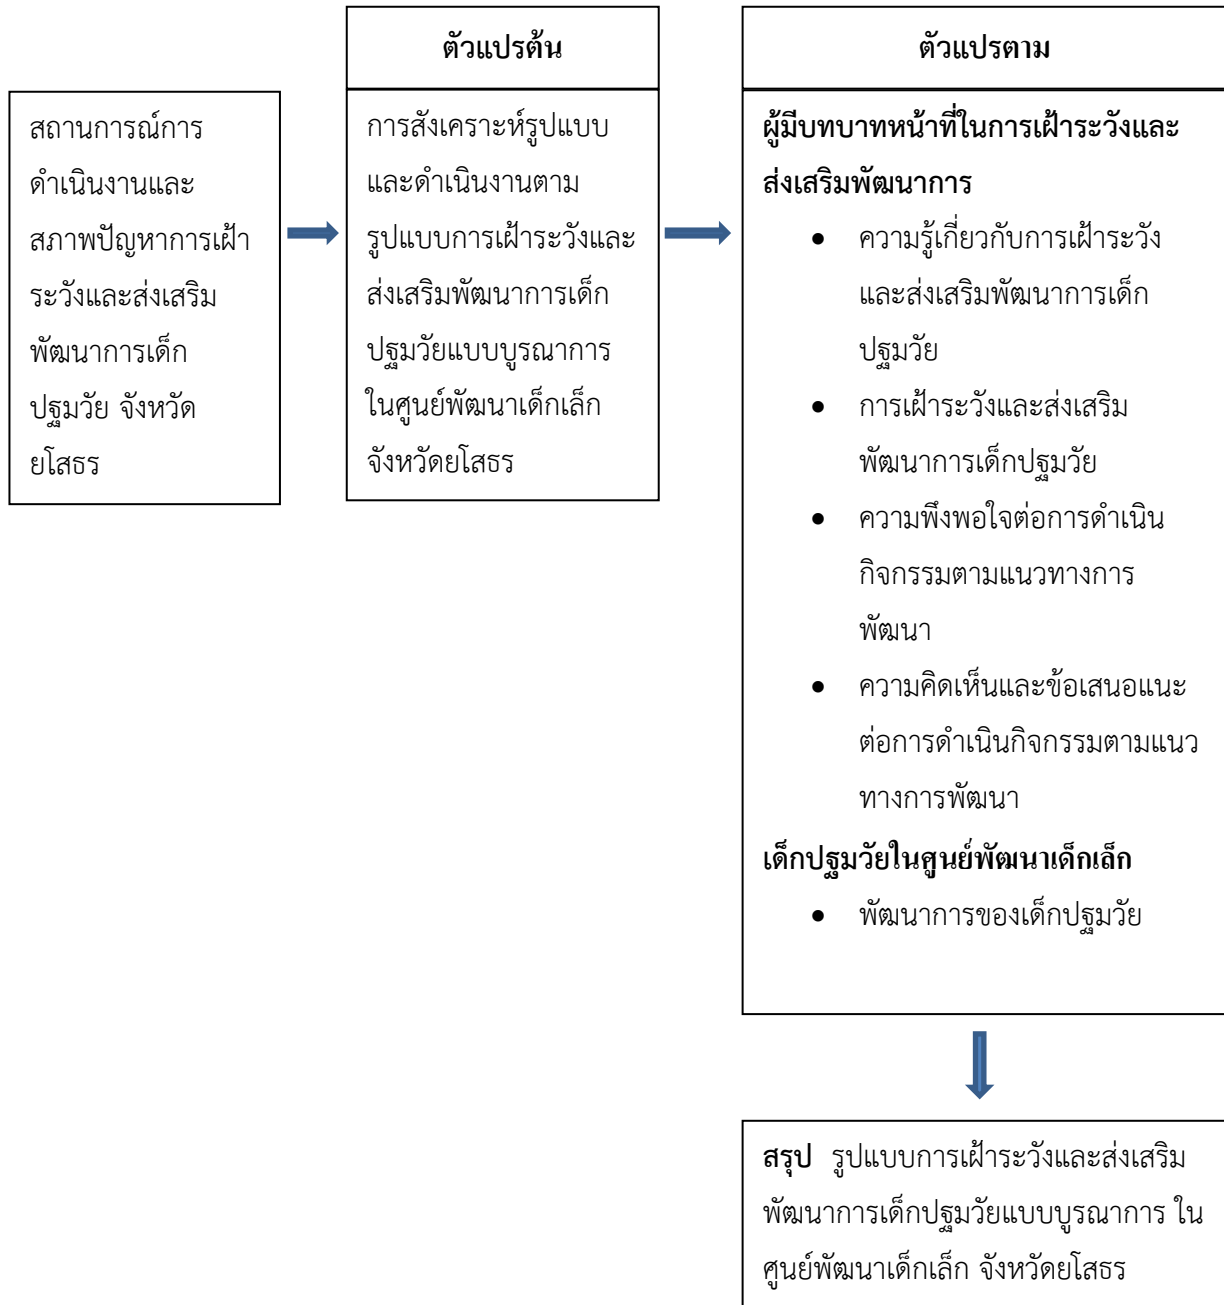 สถานการณ์การ
ดำเนินงานและ
สภาพปัญหาการเฝ้า
ระวังและส่งเสริม
พัฒนาการเด็ก
ปฐมวัย จังหวัด
ยโสธร
ตัวแปรต้น
การสังเคราะห์รูปแบบ
และดำเนินงานตาม
รูปแบบการเฝ้าระวังและ
ส่งเสริมพัฒนาการเด็ก
ปฐมวัยแบบบูรณาการ
ในศูนย์พัฒนาเด็กเล็ก
จังหวัดยโสธร
ตัวแปรตาม
ผู้มีบทบาทหน้าที่ในการเฝ้าระวังและ
ส่งเสริมพัฒนาการ
• ความรู้เกี่ยวกับการเฝ้าระวัง
และส่งเสริมพัฒนาการเด็ก
ปฐมวัย
• การเฝ้าระวังและส่งเสริม
พัฒนาการเด็กปฐมวัย
• ความพึงพอใจต่อการดำเนิน
กิจกรรมตามแนวทางการ
พัฒนา
• ความคิดเห็นและข้อเสนอแนะ
ต่อการดำเนินกิจกรรมตามแนว
ทางการพัฒนา
เด็กปฐมวัยในศูนย์พัฒนาเด็กเล็ก
• พัฒนาการของเด็กปฐมวัย
สรุป รูปแบบการเฝ้าระวังและส่งเสริม
พัฒนาการเด็กปฐมวัยแบบบูรณาการ ใน
ศูนย์พัฒนาเด็กเล็ก จังหวัดยโสธร